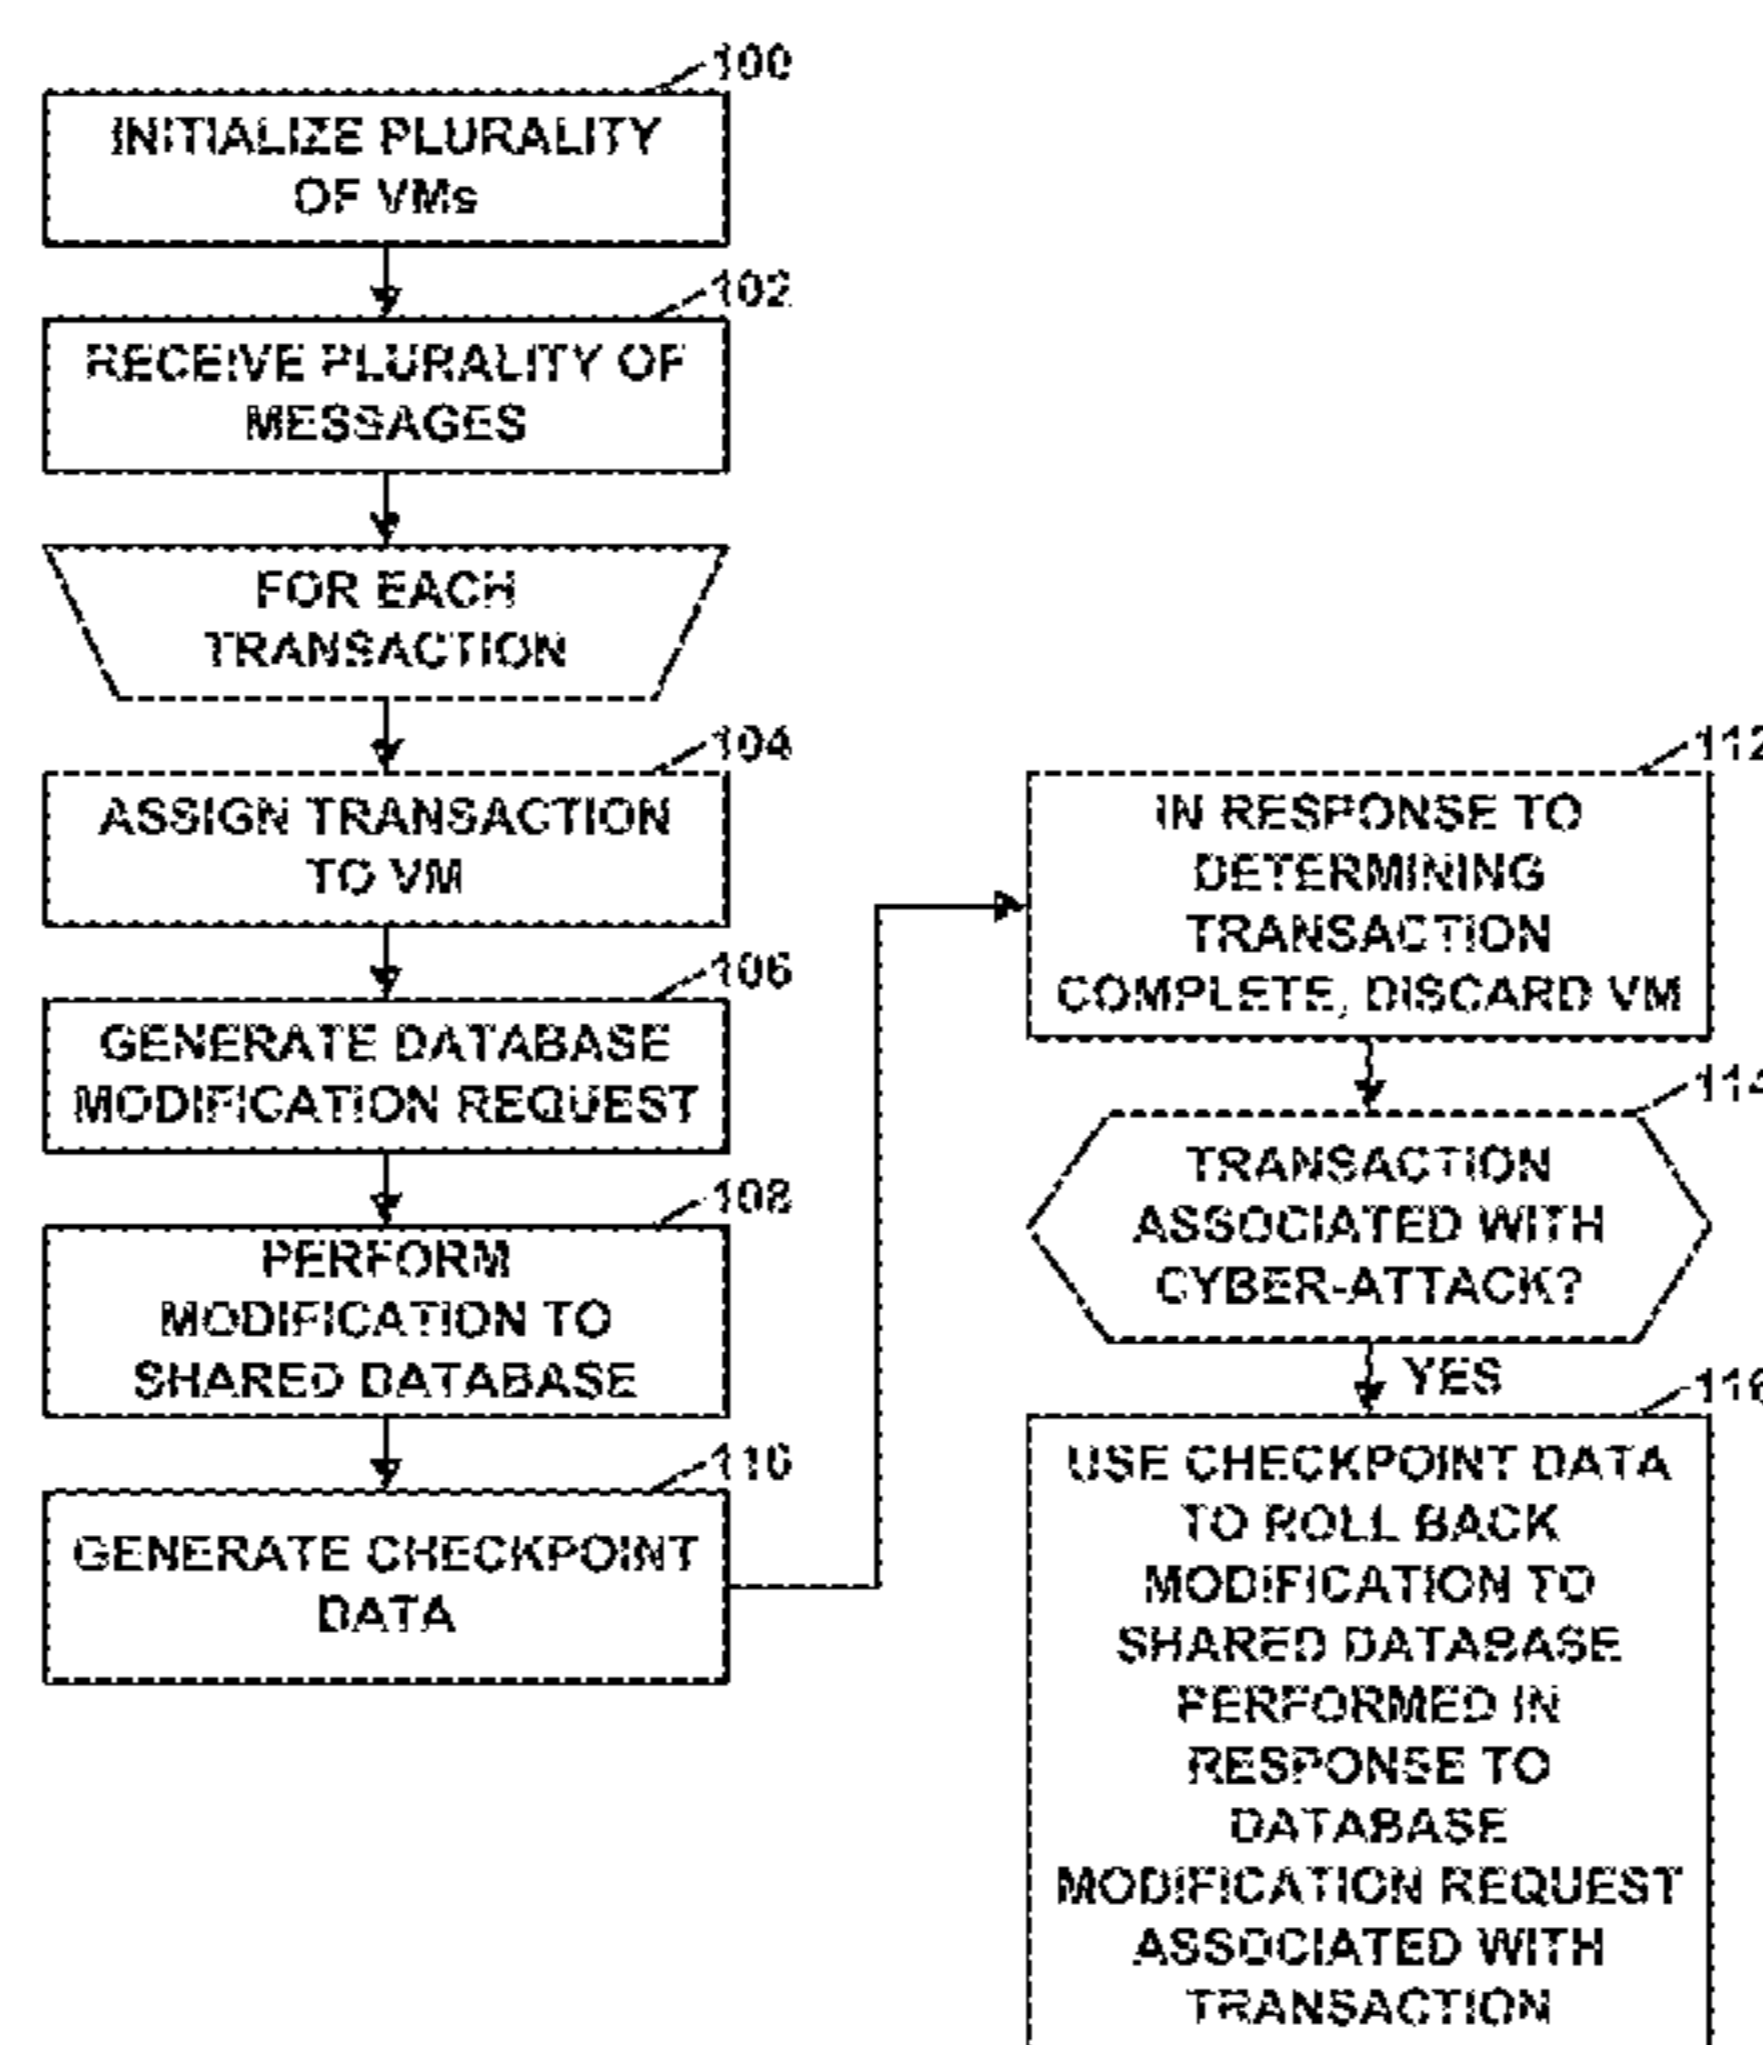 100
INITIALIZE PLURALITY
OF VMs
102
RECEIVE PLURALITY OF
MESSAGES
FOR EACH
TRANSACTION
104
ASSIGN TRANSACTION
TO VM
106
GENERATE DATABASE
MODIFICATION REQUEST
108
PERFORM
MODIFICATION TO
SHARED DATABASE
110
GENERATE CHECKPOINT
DATA
112
IN RESPONSE TO
DETERMINING
TRANSACTION
COMPLETE, DISCARD VM
114
TRANSACTION
ASSOCIATED WITH
CYBER-ATTACK?
YES
116
USE CHECKPOINT DATA
TO ROLL BACK
MODIFICATION TO
SHARED DATABASE
PERFORMED IN
RESPONSE TO
DATABASE
MODIFICATION REQUEST
ASSOCIATED WITH
TRANSACTION